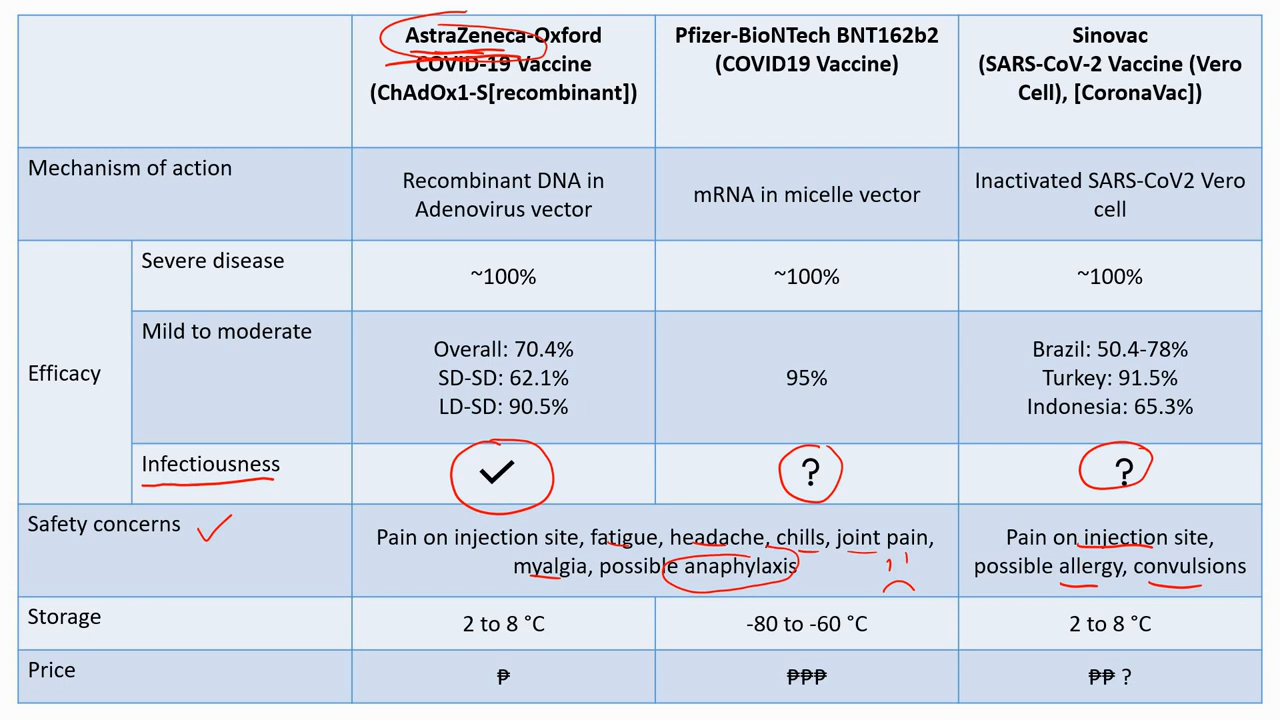 AstraZeneca-Oxford
COVID-19 Vaccine
(ChAdOx1-S[recombinant])
Pfizer-BioNTech BNT162b2
(COVID19 Vaccine)
Sinovac
(SARS-CoV-2 Vaccine (Vero
Cell), [CoronaVac])
Mechanism of action
Recombinant DNA in
Adenovirus vector
mRNA in micelle vector
Inactivated SARS-CoV2 Vero
cell
Efficacy
Severe disease
~100%
~100%
~100%
Mild to moderate
Overall: 70.4%
SD-SD: 62.1%
LD-SD: 90.5%
95%
Brazil: 50.4-78%
Turkey: 91.5%
Indonesia: 65.3%
Infectiousness
✓
?
?
Safety concerns
Pain on injection site, fatigue, headache, chills, joint pain,
myalgia, possible anaphylaxis
Pain on injection site,
possible allergy, convulsions
Storage
2 to 8 °C
-80 to -60 °C
2 to 8 °C
Price
₱
₱₱₱
₱₱ ?